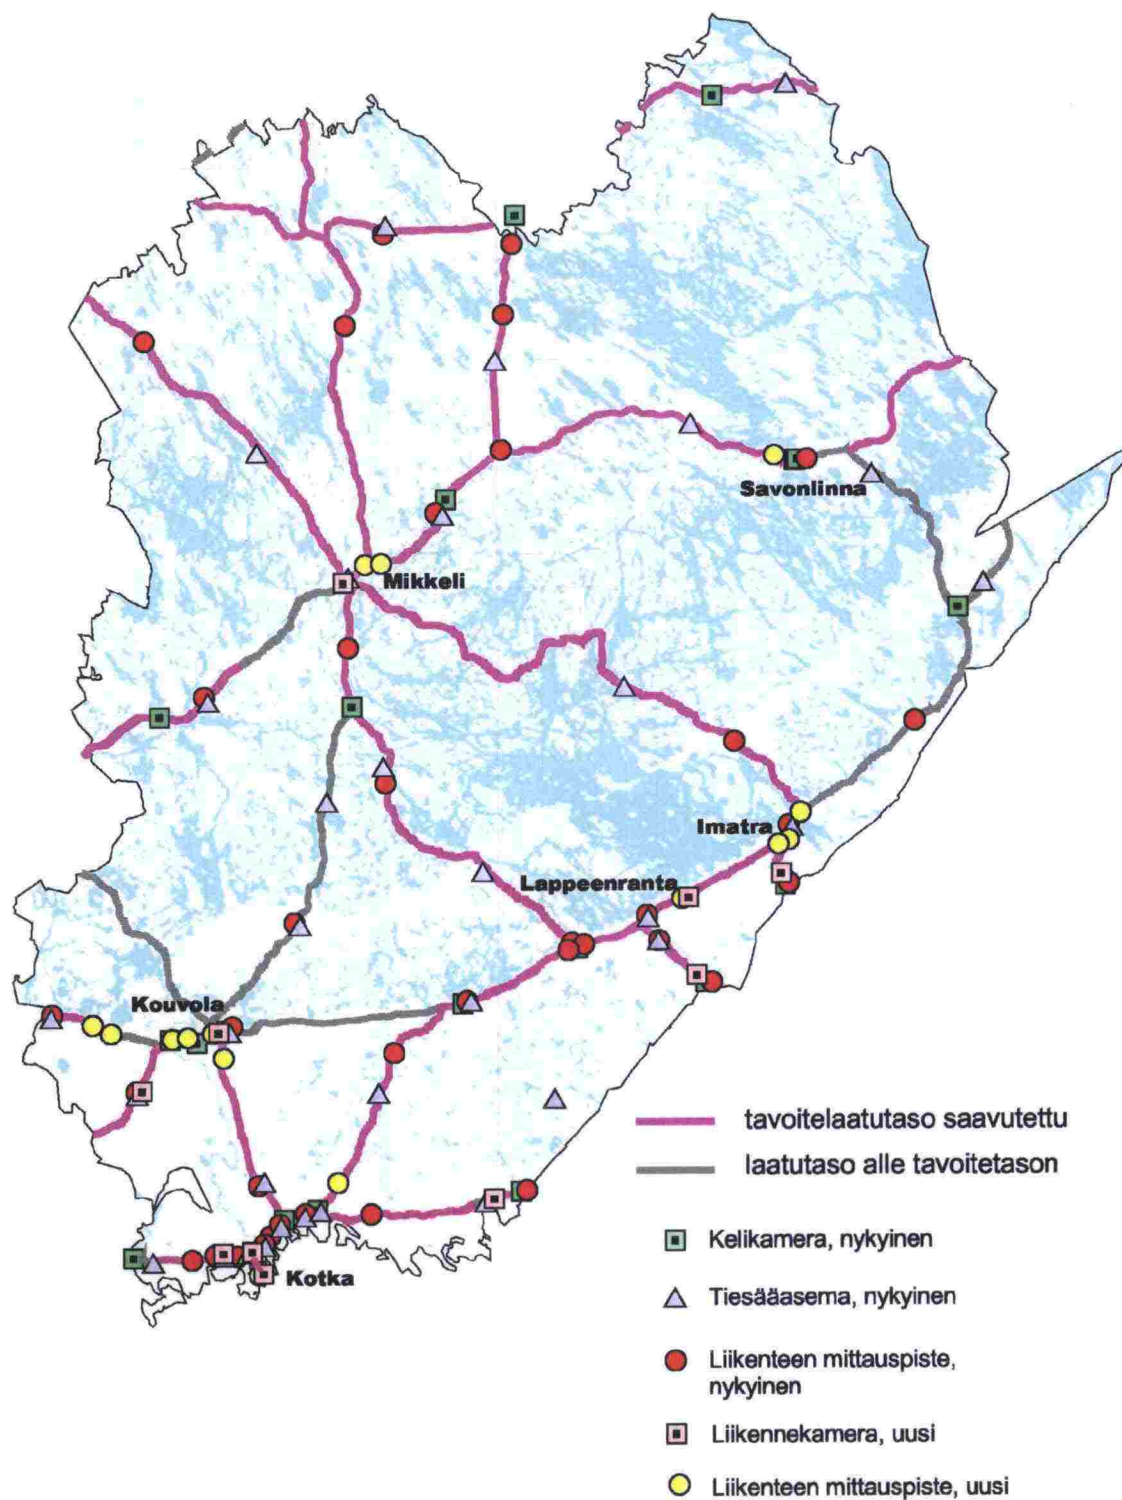 Savonlinna
Mikkeli
Imatra
Lappeenranta
Kouvola
Kotka
tavoitelaatutaso saavutettu
laatutaso alle tavoitetason
Kelikamera, nykyinen
Tiesääasema, nykyinen
Liikenteen mittauspiste,
nykyinen
Liikennekamera, uusi
Liikenteen mittauspiste, uusi